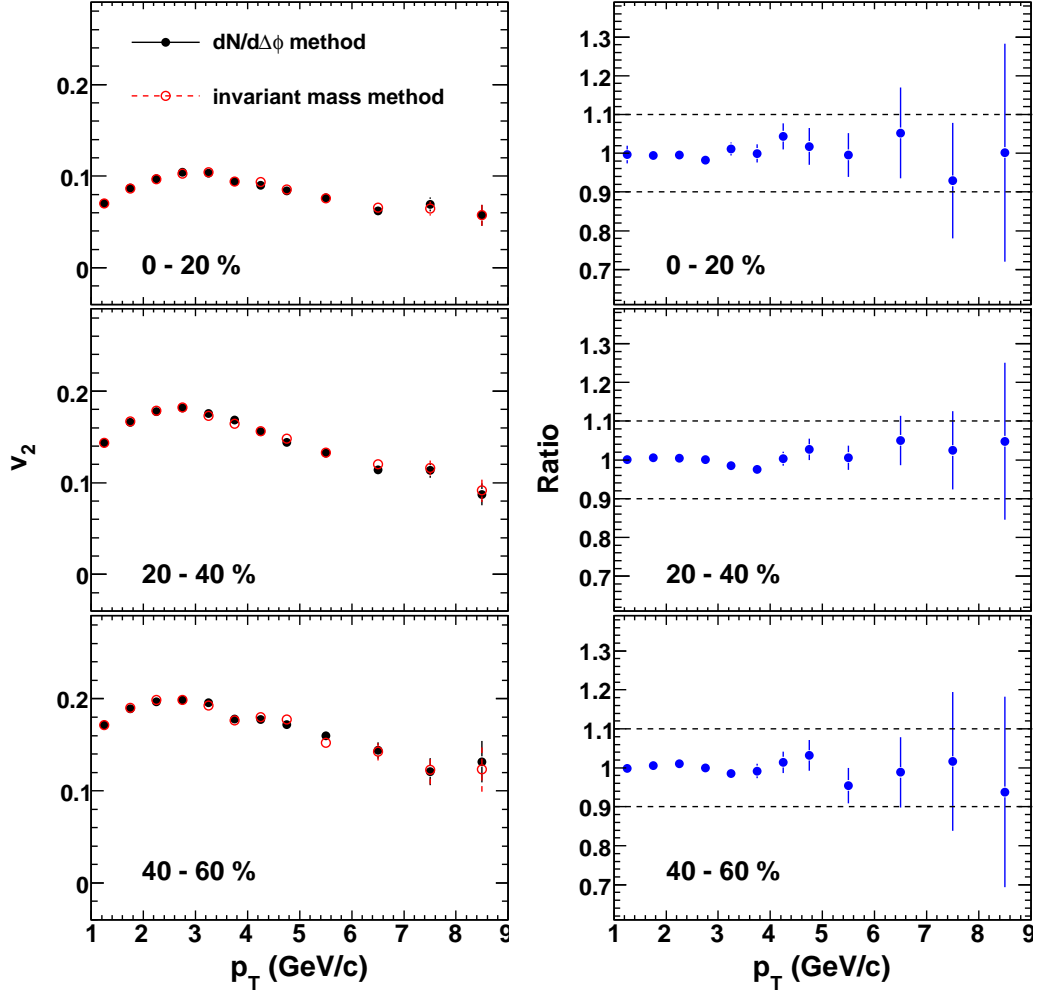 dN/dΔϕ method
invariant mass method
0.2
0.1
0
0 - 20 %
1.3
1.2
1.1
1
0.9
0.8
0.7
0 - 20 %
v2
0.2
0.1
0
20 - 40 %
Ratio
1.3
1.2
1.1
1
0.9
0.8
0.7
20 - 40 %
0.2
0.1
0
40 - 60 %
1 2 3 4 5 6 7 8 9
pT (GeV/c)
1.3
1.2
1.1
1
0.9
0.8
0.7
40 - 60 %
1 2 3 4 5 6 7 8 9
pT (GeV/c)